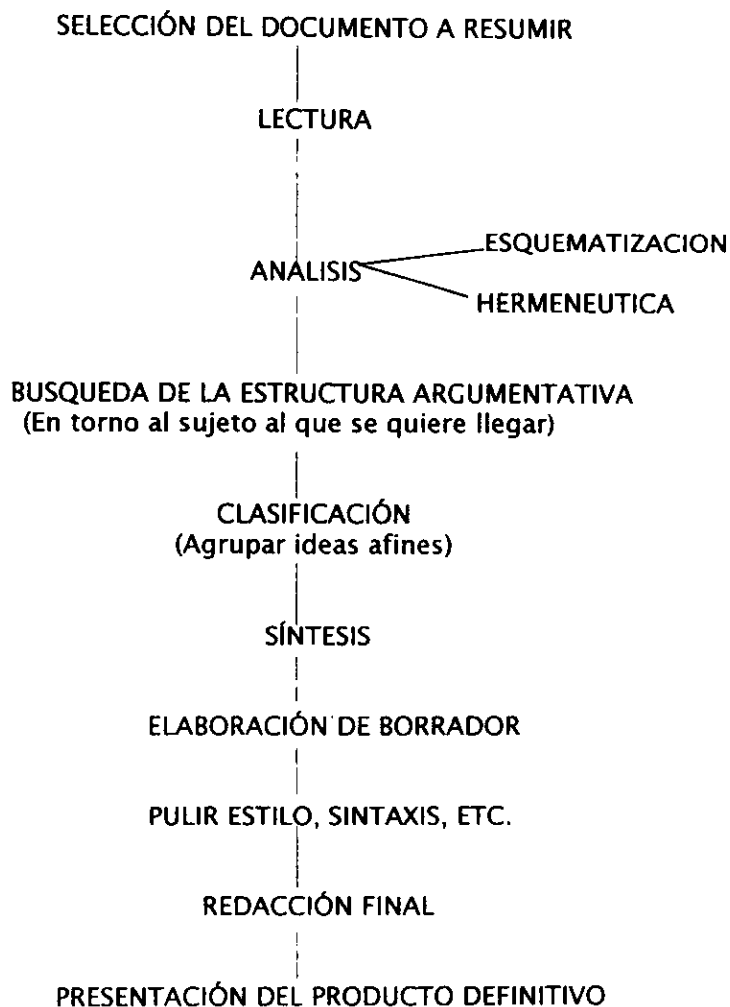 SELECCIÓN DEL DOCUMENTO A RESUMIR
LECTURA
ESQUEMATIZACION
ANÁLISIS
HERMENEUTICA
BUSQUEDA DE LA ESTRUCTURA ARGUMENTATIVA
(En torno al sujeto al que se quiere llegar)
CLASIFICACIÓN
(Agrupar ideas afines)
SÍNTESIS
ELABORACIÓN DE BORRADOR
PULIR ESTILO, SINTAXIS, ETC.
REDACCIÓN FINAL
PRESENTACIÓN DEL PRODUCTO DEFINITIVO